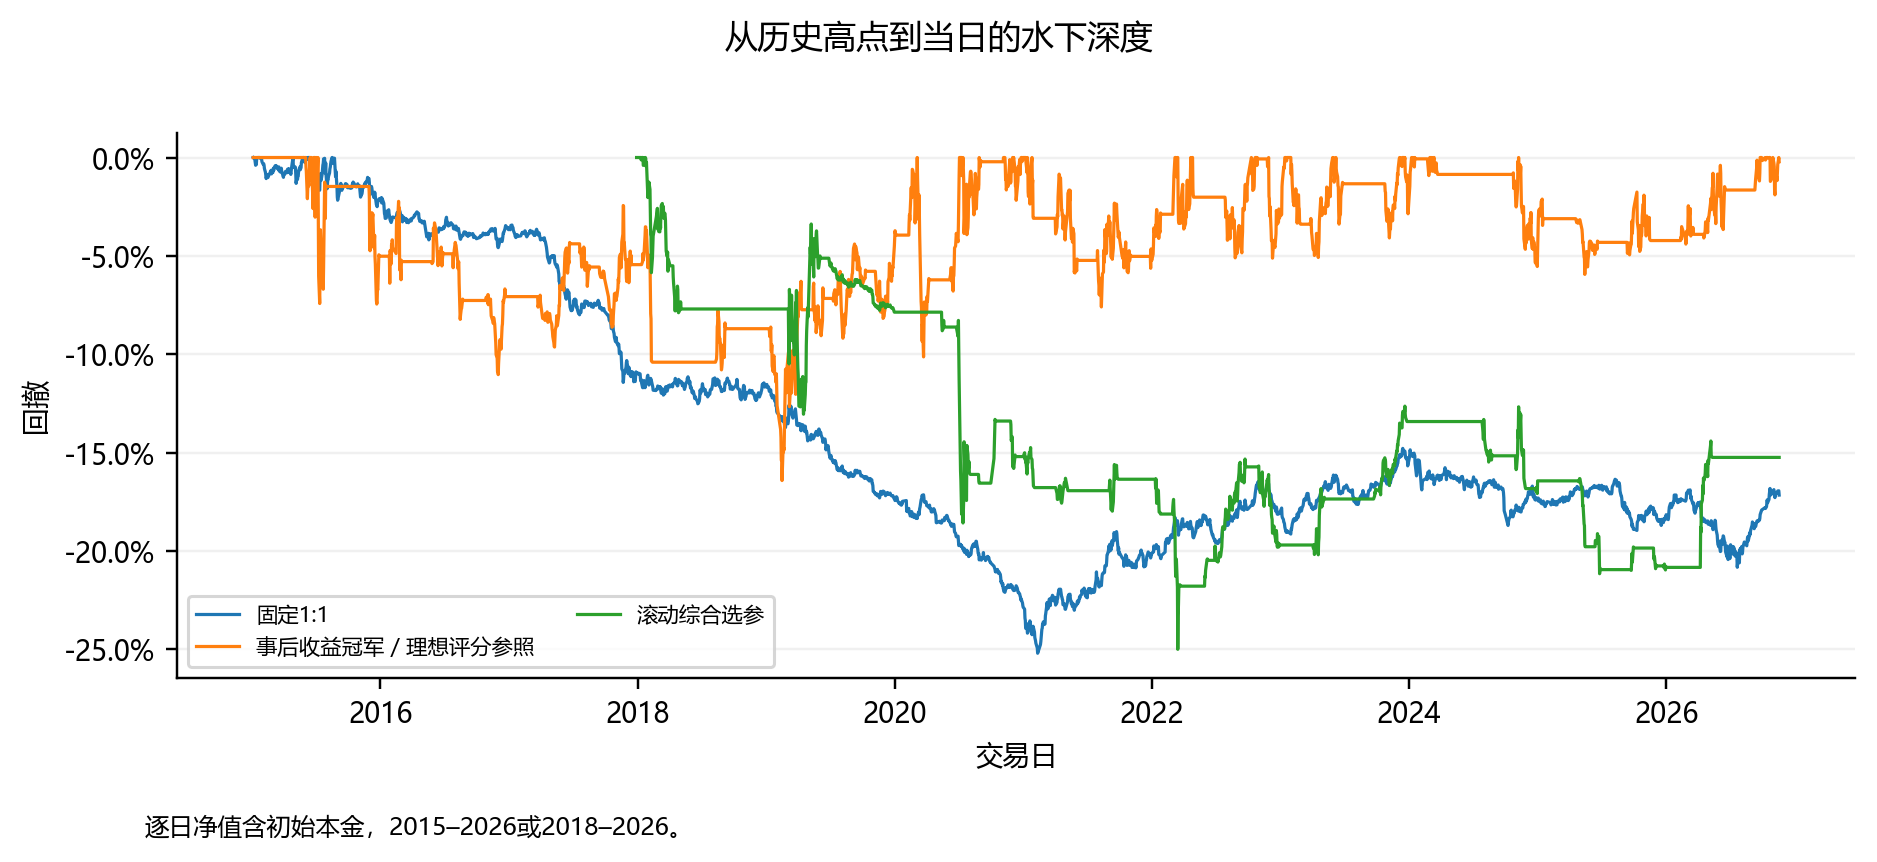 从历史高点到当日的水下深度
0.0%
-5.0%
-10.0%
-15.0%
-20.0%
-25.0%
回撤
固定1:1
事后收益冠军 / 理想评分参照
滚动综合选参
2016
2018
2020
2022
2024
2026
交易日
逐日净值含初始本金，2015–2026或2018–2026。